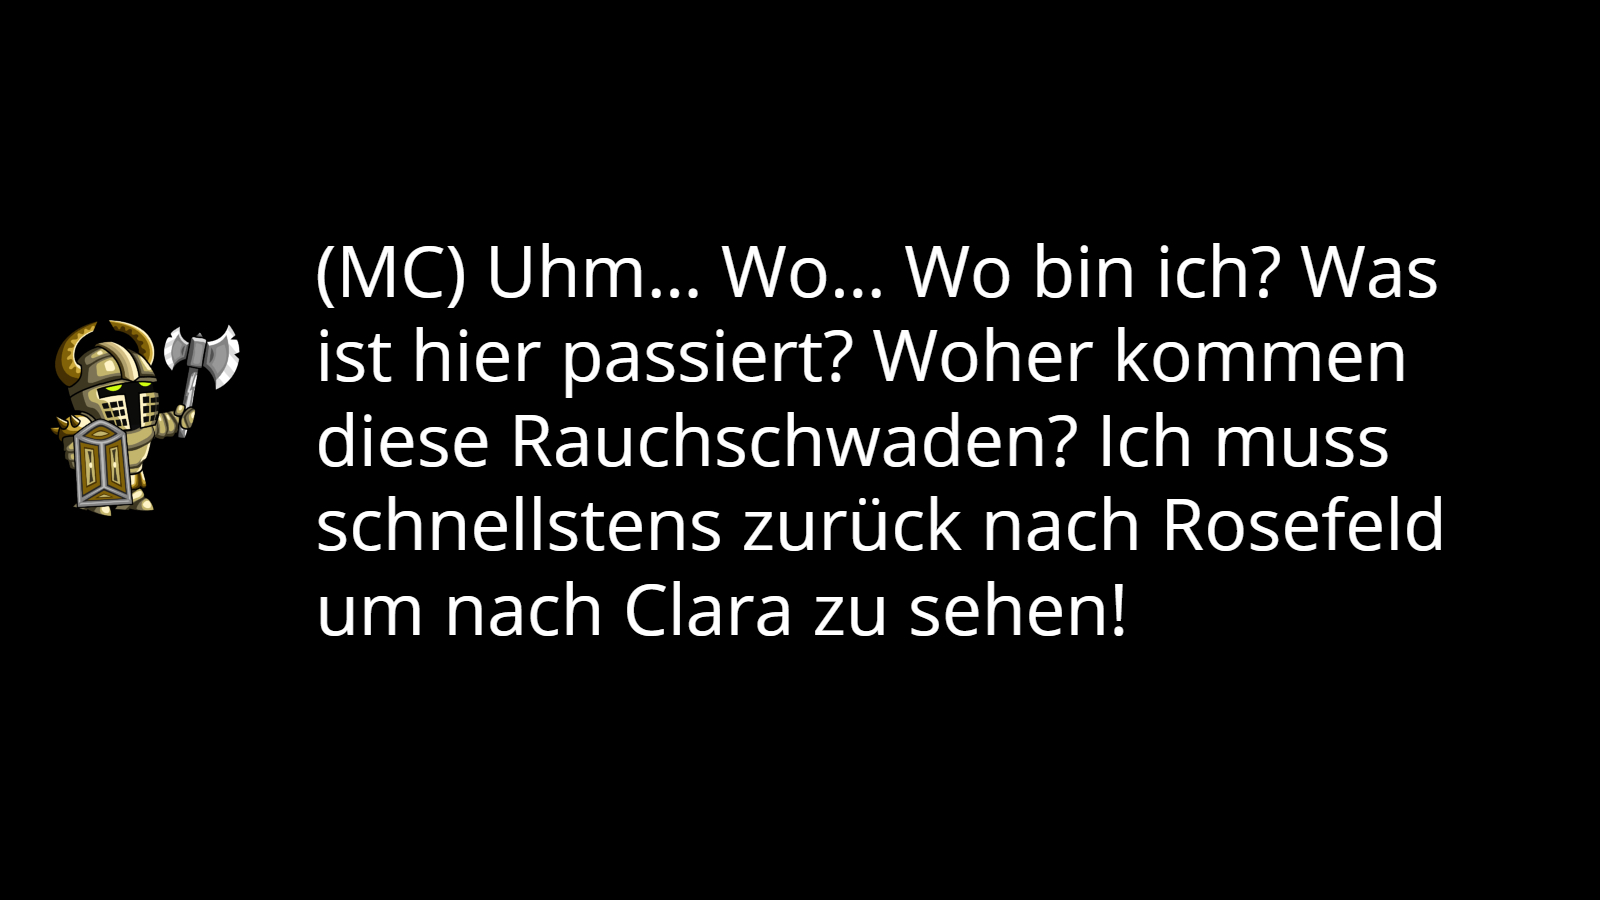 (MC) Uhm... Wo... Wo bin ich? Was
ist hier passiert? Woher kommen
diese Rauchschwaden? Ich muss
schnellstens zurück nach Rosefeld
um nach Clara zu sehen!